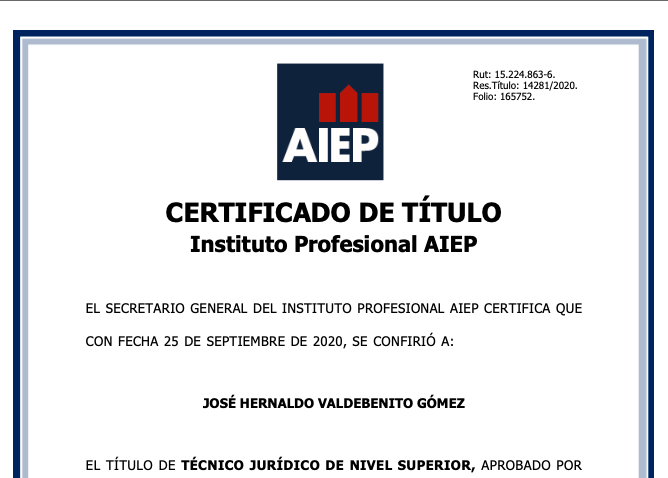 Rut: 15.224.863-6.
Res.Título: 14281/2020.
Folio: 165752.
AIEP
CERTIFICADO DE TÍTULO
Instituto Profesional AIEP
EL SECRETARIO GENERAL DEL INSTITUTO PROFESIONAL AIEP CERTIFICA QUE
CON FECHA 25 DE SEPTIEMBRE DE 2020, SE CONFIRIÓ A:
JOSÉ HERNALDO VALDEBENITO GÓMEZ
EL TÍTULO DE TÉCNICO JURÍDICO DE NIVEL SUPERIOR, APROBADO POR